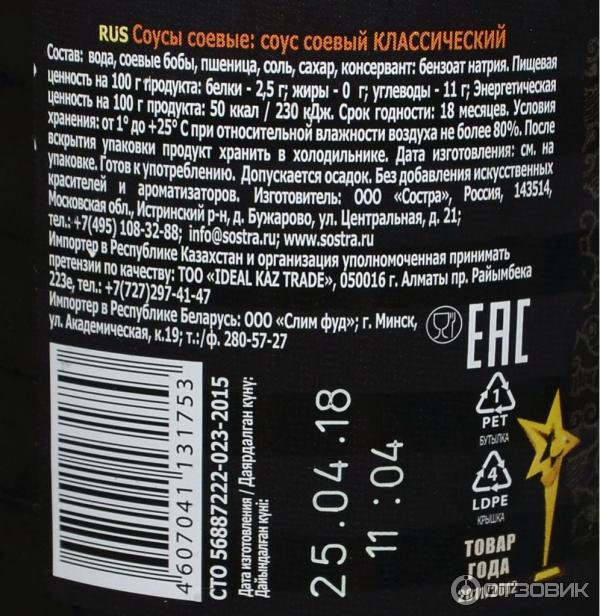 RUS Соусы соевые: соус соевый КЛАССИЧЕСКИЙ
Состав: вода, соевые бобы, пшеница, соль, сахар, консервант: бензоат натрия. Пищевая
ценность на 100 г продукта: белки - 2,5 г; жиры - 0 г; углеводы - 11 г; Энергетическая
ценность на 100 г продукта: 50 ккал / 230 кДж. Срок годности: 18 месяцев. Условия
хранения: от 1° до +25° С при относительной влажности воздуха не более 80%. После
вскрытия упаковки продукт хранить в холодильнике. Дата изготовления: см. на
упаковке. Готов к употреблению. Допускается осадок. Без добавления искусственных
красителей и ароматизаторов. Изготовитель: ООО «Состра», Россия, 143514,
Московская обл., Истринский р-н, д. Бужарово, ул. Центральная, д. 21;
тел.: +7(495) 108-32-88; info@sostra.ru; www.sostra.ru
Импортер в Республике Казахстан и организация уполномоченная принимать
претензии по качеству: ТОО «IDEAL KAZ TRADE», 050016 г. Алматы пр. Райымбека
223е, тел.: +7(727)297-41-47
Импортер в Республике Беларусь: ООО «Слим фуд»; г. Минск,
ул. Академическая, к.19; т./ф. 280-57-27
EAC
4 607041 131753
СТО 56887222-023-2015
Дата изготовления / Даярдалган күнү:
Дайындалған күні:
25.04.18
11:04
1
PET
БУТЫЛКА
4
LDPE
КРЫШКА
ТОВАР
ГОДА
ОТЗОВИК